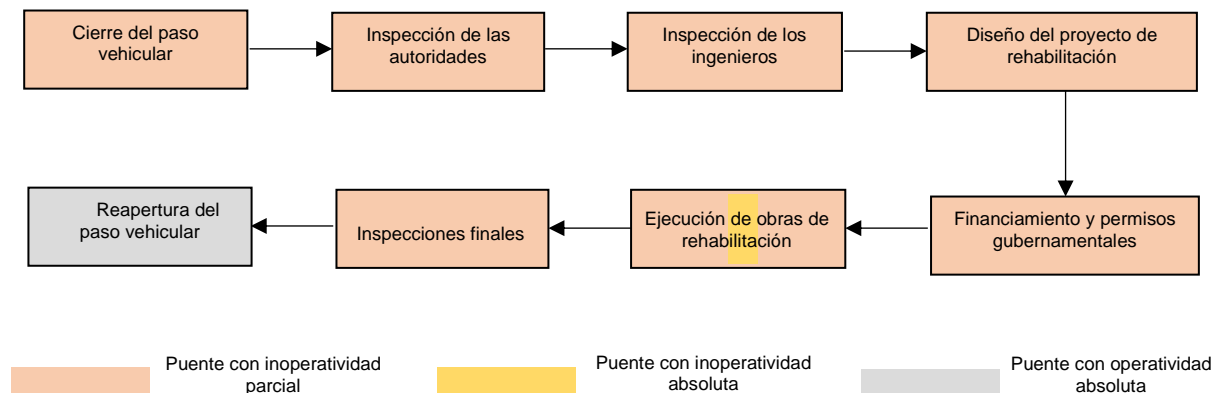 Cierre del paso
vehicular
Inspección de las
autoridades
Inspección de los
ingenieros
Diseño del proyecto de
rehabilitación
Financiamiento y permisos
gubernamentales
Ejecución de obras de
rehabilitación
Inspecciones finales
Reapertura del
paso vehicular
Puente con inoperatividad
parcial
Puente con inoperatividad
absoluta
Puente con operatividad
absoluta